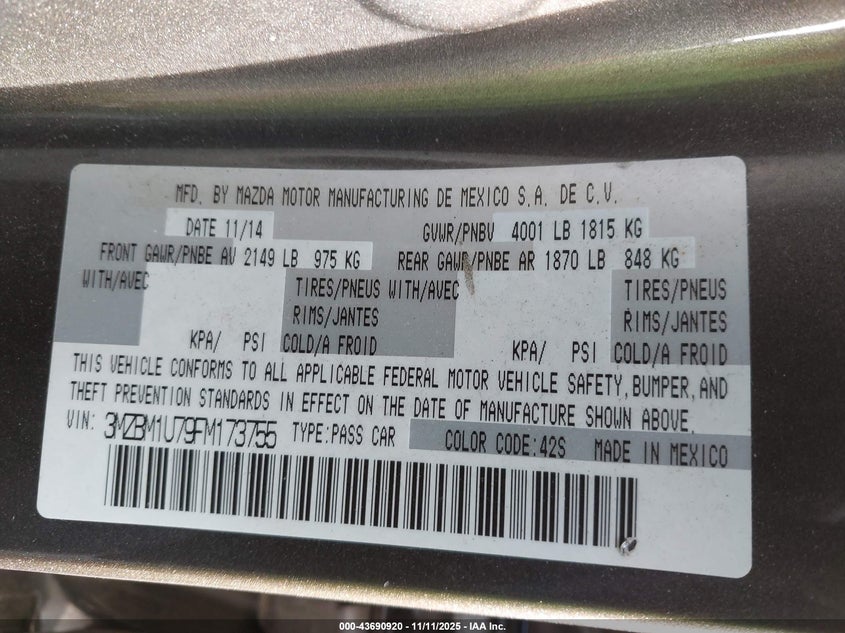 MFD. BY MAZDA MOTOR MANUFACTURING DE MEXICO S.A. DE C.V.
DATE 11/14 GVWR/PNBV 4001 LB 1815 KG
FRONT GAWR/PNBE AV 2149 LB 975 KG REAR GAWR/PNBE AR 1870 LB 848 KG
WITH/AVEC TIRES/PNEUS WITH/AVEC TIRES/PNEUS
RIMS/JANTES RIMS/JANTES
KPA/ PSI COLD/A FROID KPA/ PSI COLD/A FROID
THIS VEHICLE CONFORMS TO ALL APPLICABLE FEDERAL MOTOR VEHICLE SAFETY, BUMPER, AND
THEFT PREVENTION STANDARDS IN EFFECT ON THE DATE OF MANUFACTURE SHOWN ABOVE.
VIN: 3MZBM1U79FM173755 TYPE:PASS CAR COLOR CODE:42S MADE IN MEXICO
000-43690920 - 11/11/2025 - IAA Inc.